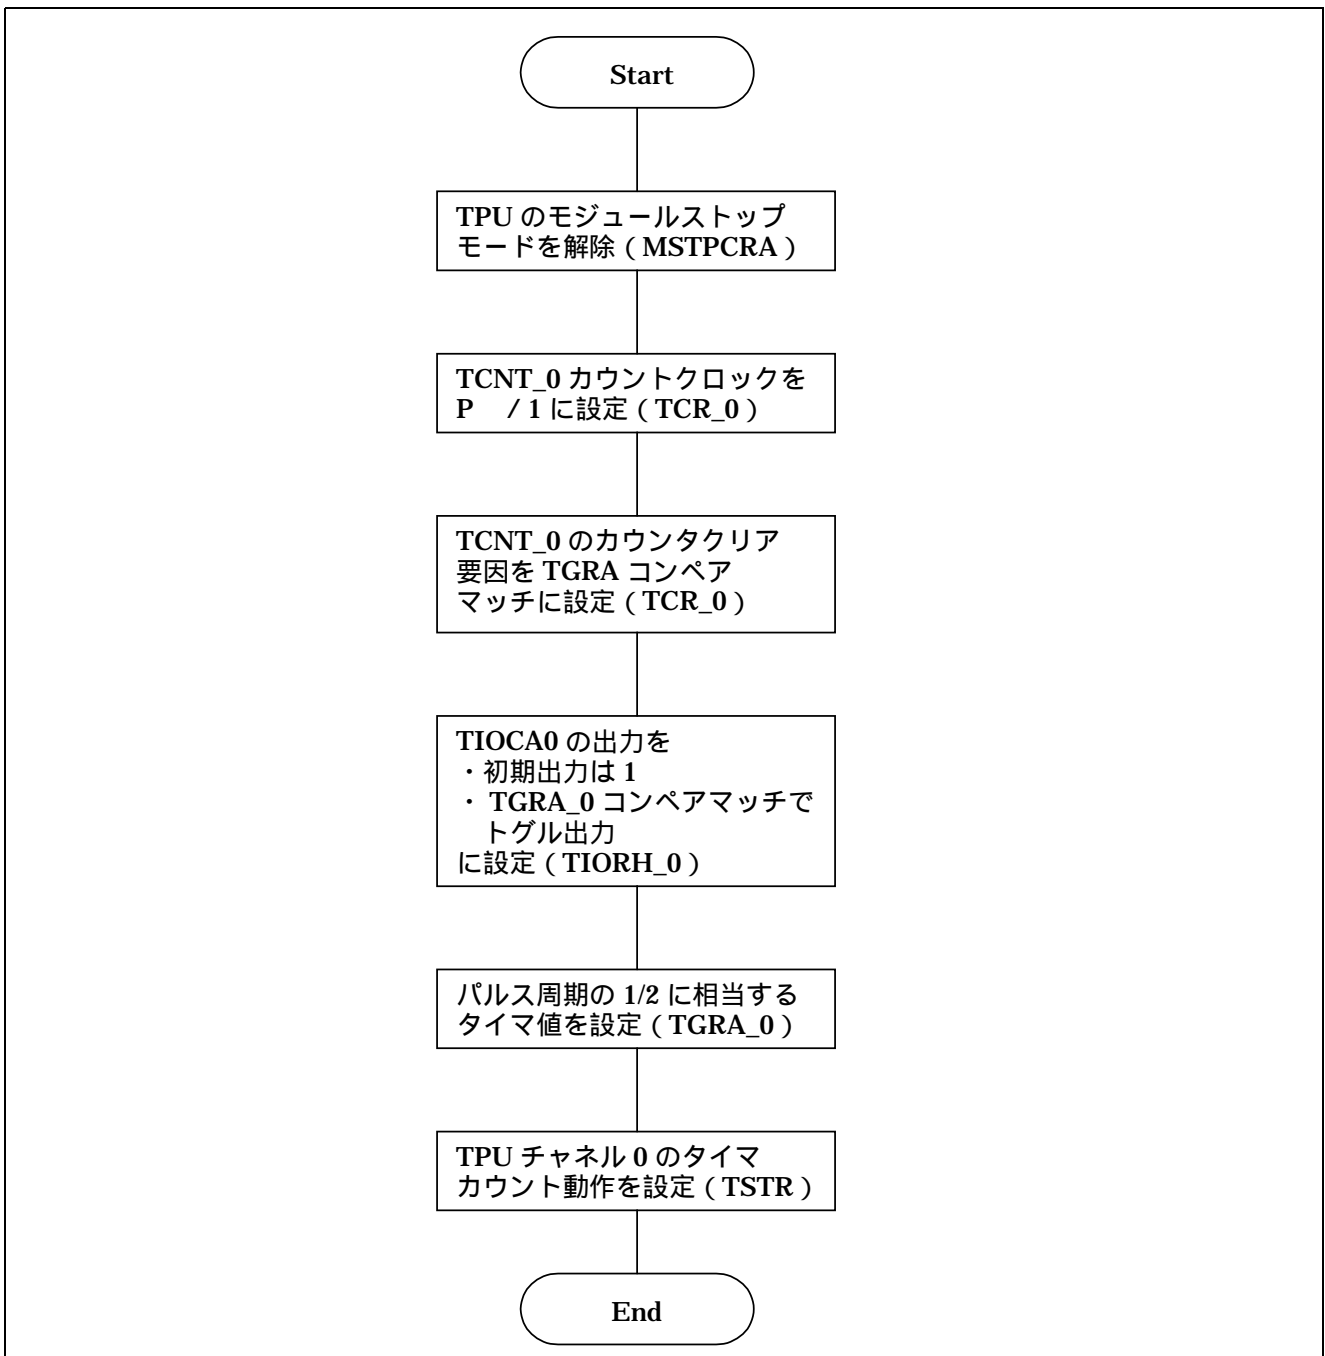 Start
TPU のモジュールストップ
モードを解除(MSTPCRA)
TCNT_0 カウントクロックを
P / 1 に設定(TCR_0)
TCNT_0 のカウンタクリア
要因を TGRA コンペア
マッチに設定(TCR_0)
TIOCA0 の出力を
・初期出力は 1
・ TGRA_0 コンペアマッチで
トグル出力
に設定(TIORH_0)
パルス周期の 1/2 に相当する
タイマ値を設定(TGRA_0)
TPU チャネル 0 のタイマ
カウント動作を設定(TSTR)
End